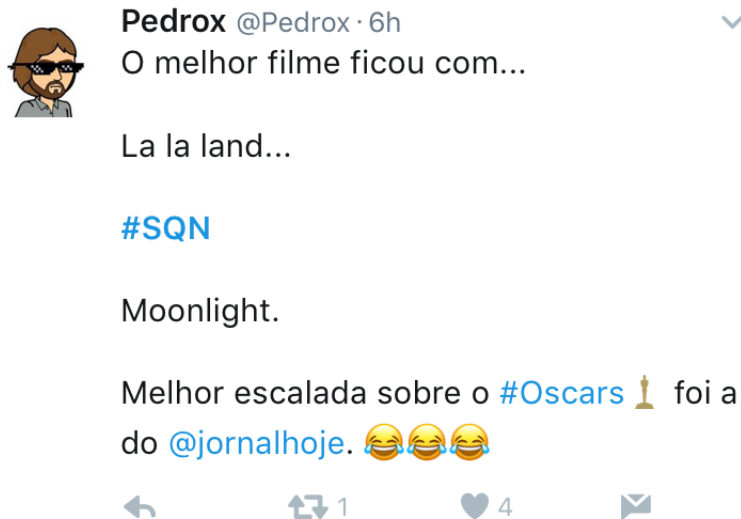 Pedrox @Pedrox · 6h
O melhor filme ficou com...
La la land...
#SQN
Moonlight.
Melhor escalada sobre o #Oscars foi a
do @jornalhoje. 😂😂😂
1 4